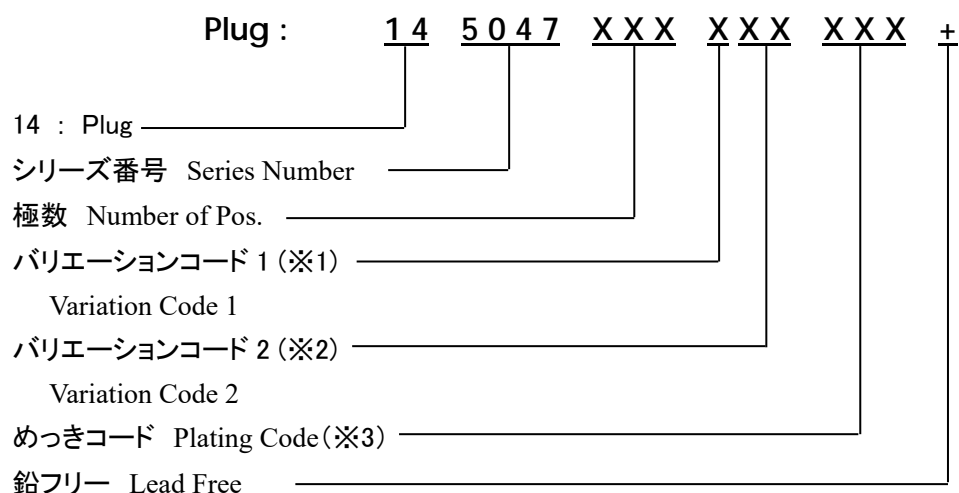 Plug : 14 5047 XXX X XX XXX +
14 : Plug
シリーズ番号 Series Number
極数 Number of Pos.
バリエーションコード 1 (※1)
Variation Code 1
バリエーションコード 2 (※2)
Variation Code 2
めっきコード Plating Code(※3)
鉛フリー Lead Free